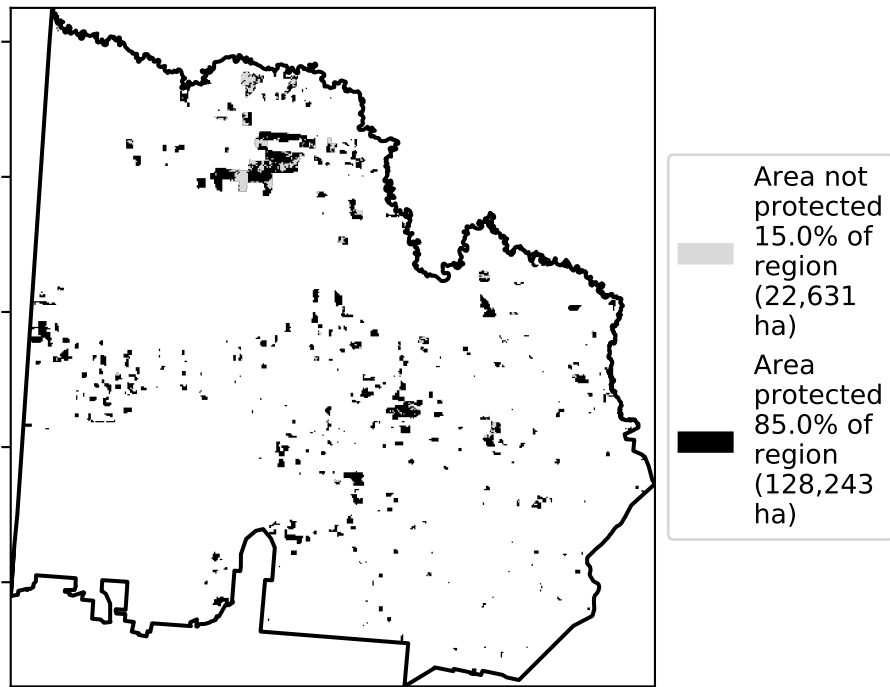 Area not
protected
15.0% of
region
(22,631
ha)
Area
protected
85.0% of
region
(128,243
ha)